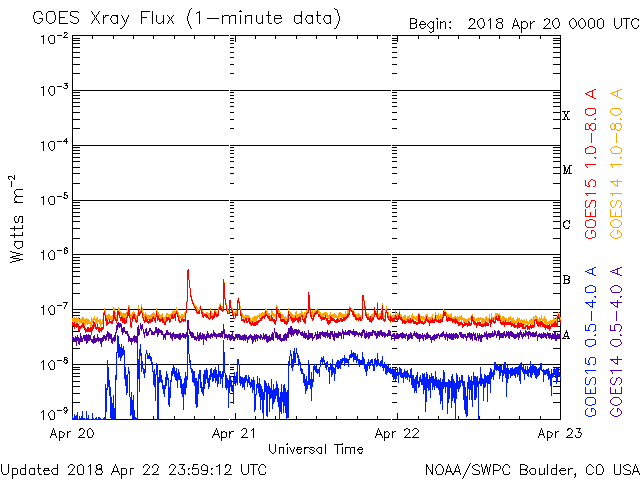 GOES Xray Flux (1-minute data)
Begin: 2018 Apr 20 0000 UTC
10⁻²
10⁻³
10⁻⁴
10⁻⁵
10⁻⁶
10⁻⁷
10⁻⁸
10⁻⁹
Watts m⁻²
X
M
C
B
A
GOES15 1.0-8.0 A
GOES14 1.0-8.0 A
GOES15 0.5-4.0 A
GOES14 0.5-4.0 A
Apr 20 Apr 21 Apr 22 Apr 23
Universal Time
Updated 2018 Apr 22 23:59:12 UTC NOAA/SWPC Boulder, CO USA